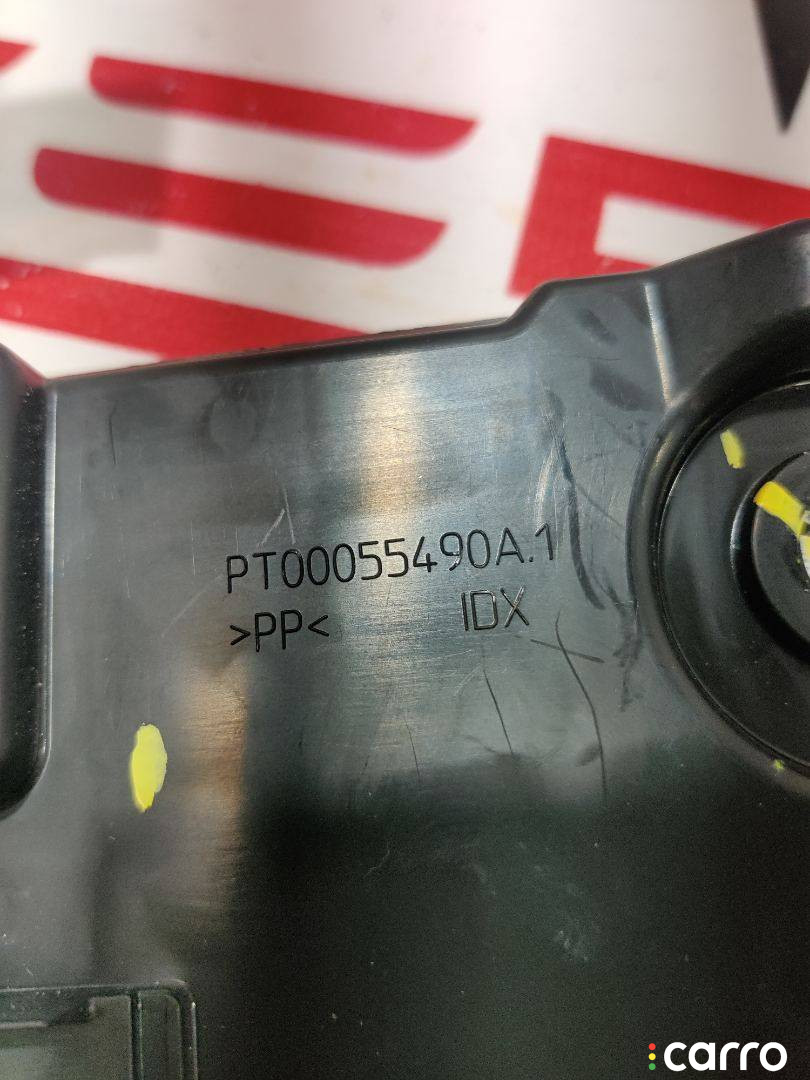 PT00055490A.1
>PP< IDX
carro